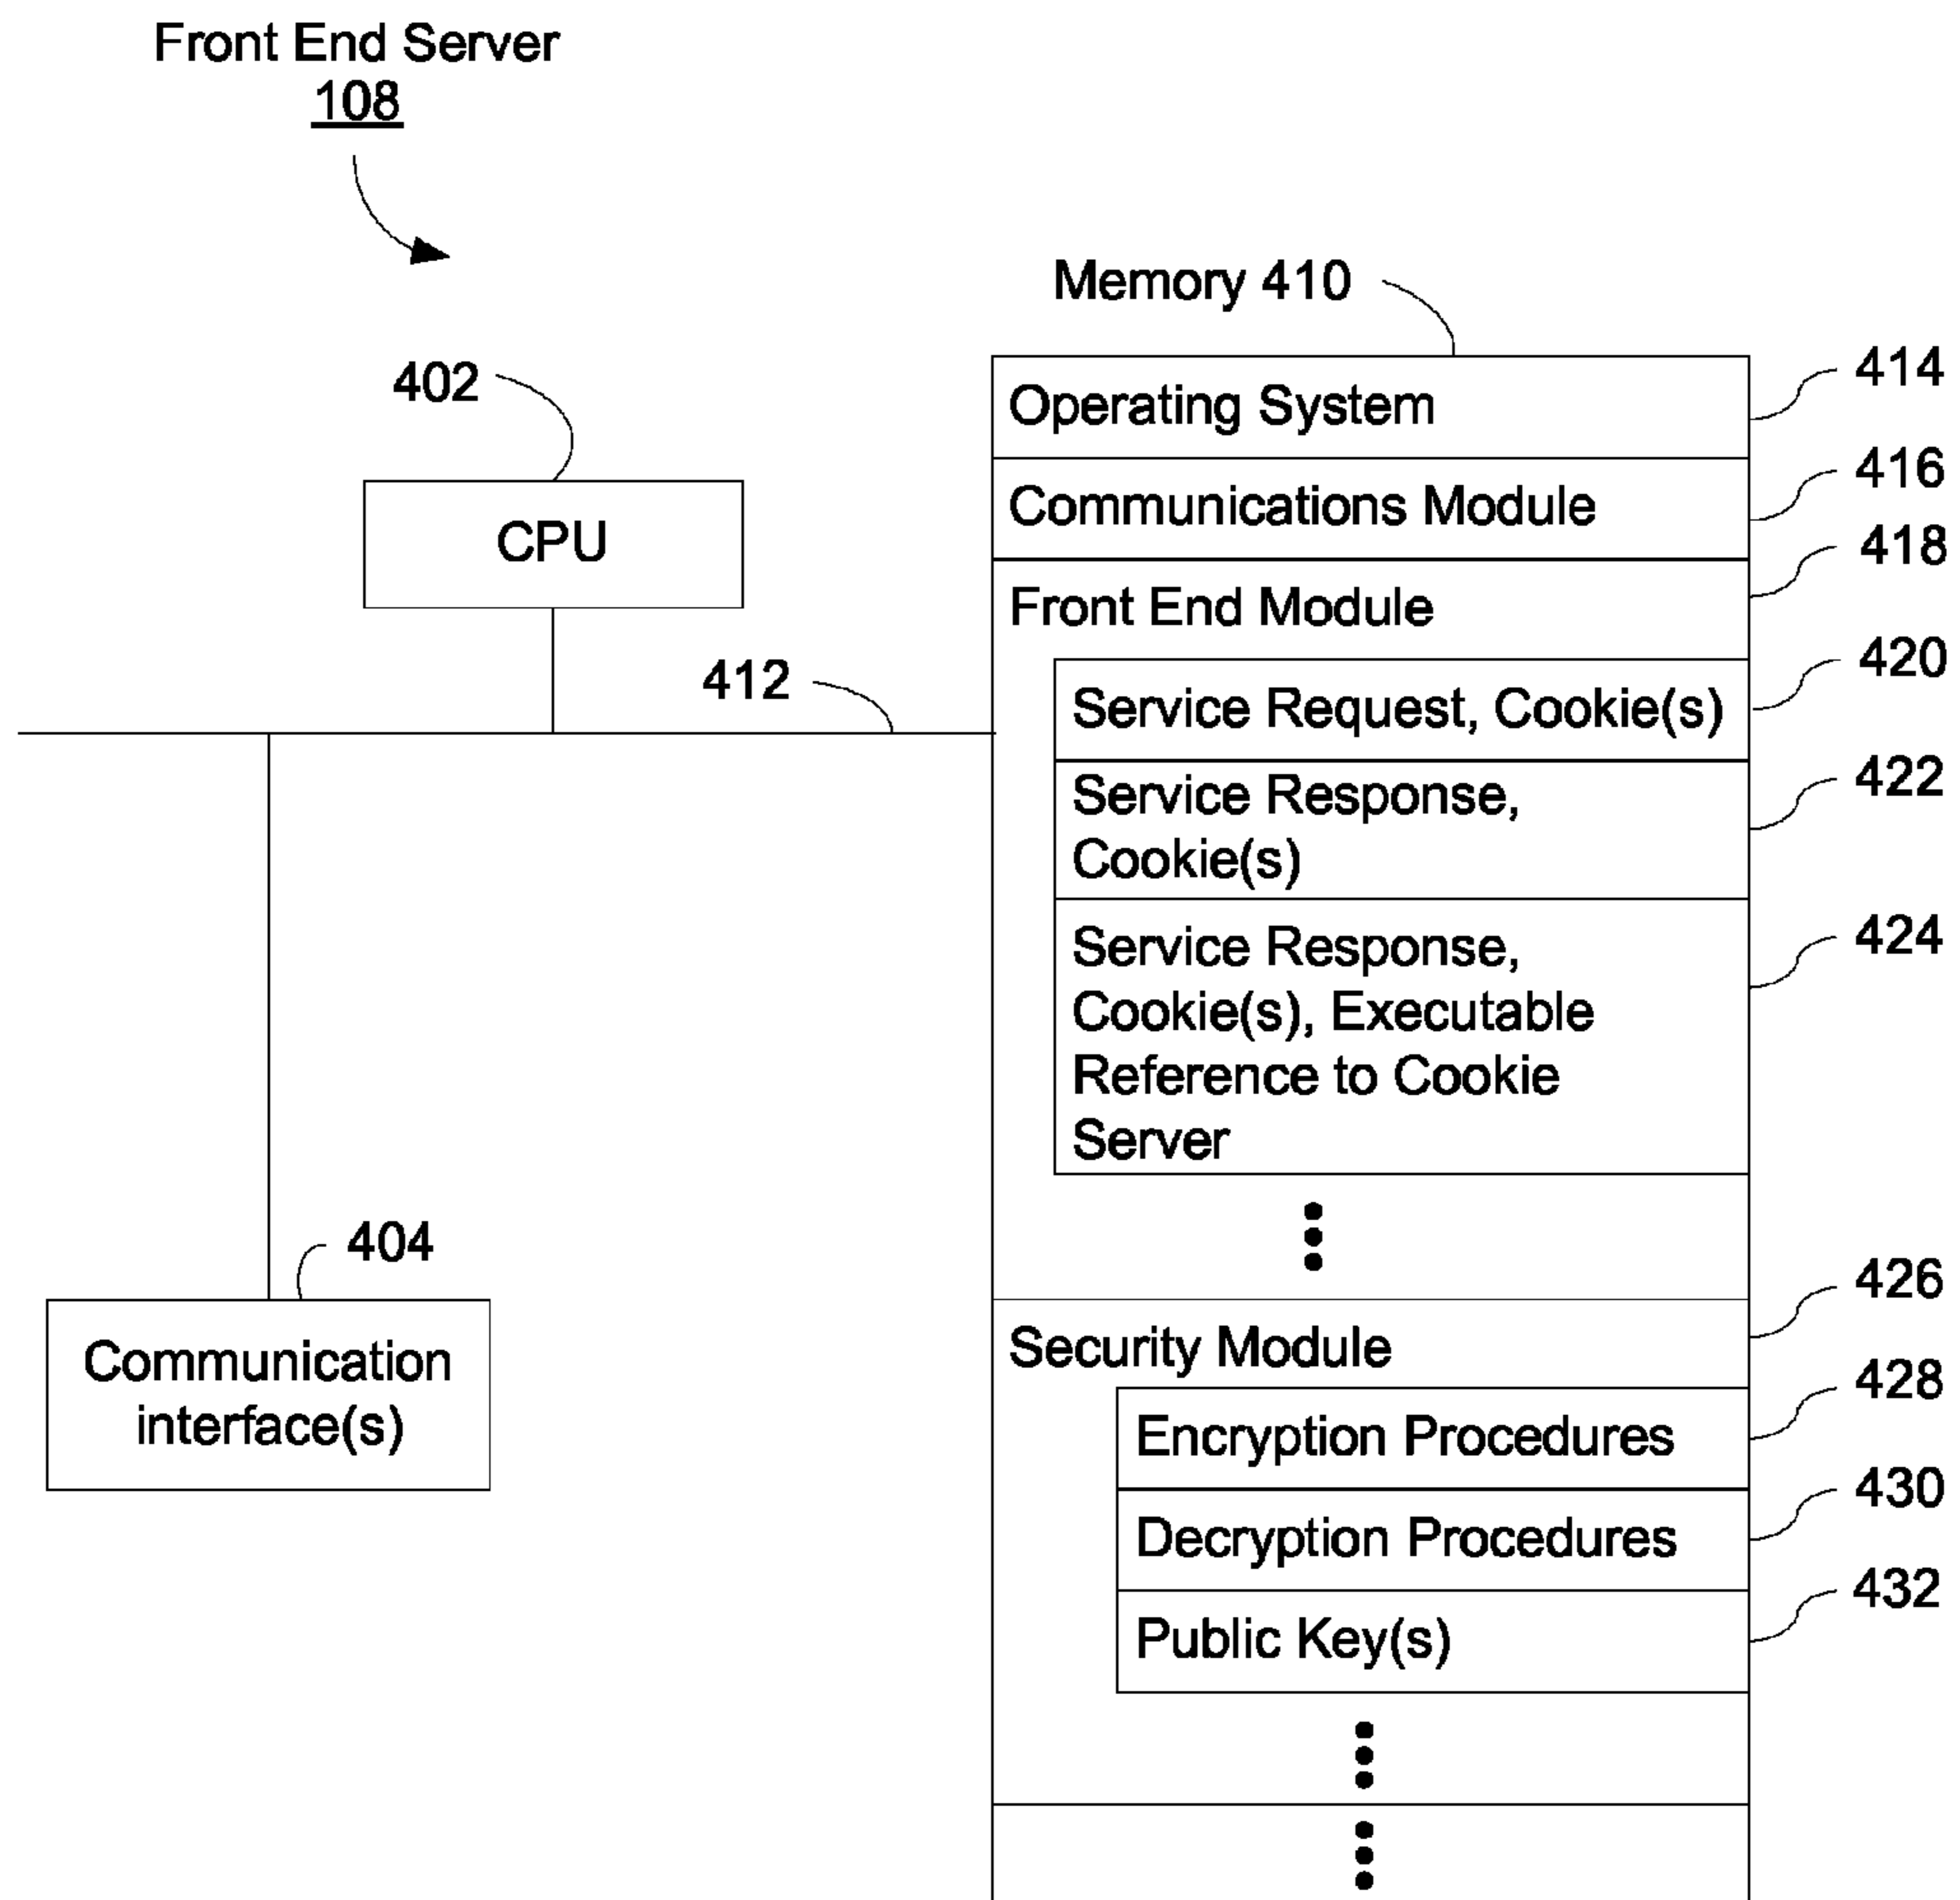 Front End Server
108
Memory 410
402
414
Operating System
416
Communications Module
CPU
418
Front End Module
412
420
Service Request, Cookie(s)
422
Service Response,
Cookie(s)
424
Service Response,
Cookie(s), Executable
Reference to Cookie
Server
404
Communication
interface(s)
426
Security Module
428
Encryption Procedures
430
Decryption Procedures
432
Public Key(s)